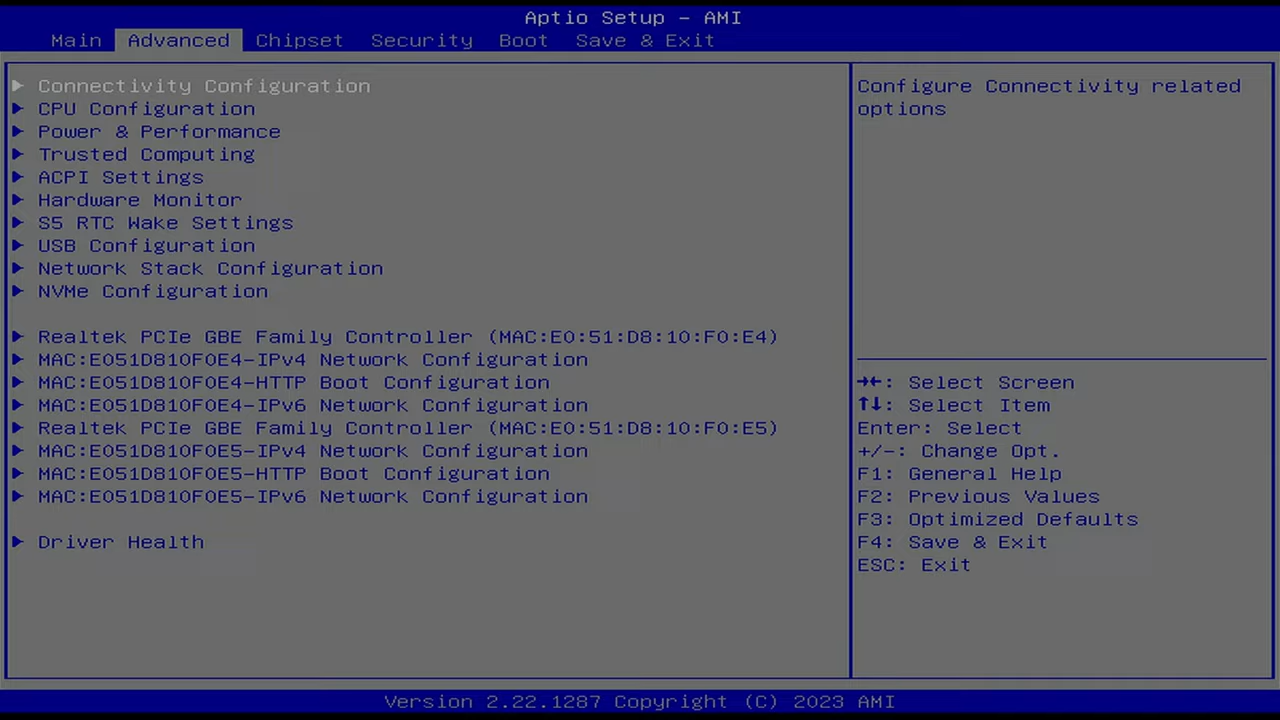 Aptio Setup – AMI
Main Advanced Chipset Security Boot Save & Exit
Connectivity Configuration
CPU Configuration
Power & Performance
Trusted Computing
ACPI Settings
Hardware Monitor
S5 RTC Wake Settings
USB Configuration
Network Stack Configuration
NVMe Configuration
Realtek PCIe GBE Family Controller (MAC:E0:51:D8:10:F0:E4)
MAC:E051D810F0E4-IPv4 Network Configuration
MAC:E051D810F0E4-HTTP Boot Configuration
MAC:E051D810F0E4-IPv6 Network Configuration
Realtek PCIe GBE Family Controller (MAC:E0:51:D8:10:F0:E5)
MAC:E051D810F0E5-IPv4 Network Configuration
MAC:E051D810F0E5-HTTP Boot Configuration
MAC:E051D810F0E5-IPv6 Network Configuration
Driver Health
Configure Connectivity related
options
→←: Select Screen
↑↓: Select Item
Enter: Select
+/-: Change Opt.
F1: General Help
F2: Previous Values
F3: Optimized Defaults
F4: Save & Exit
ESC: Exit
Version 2.22.1287 Copyright (C) 2023 AMI